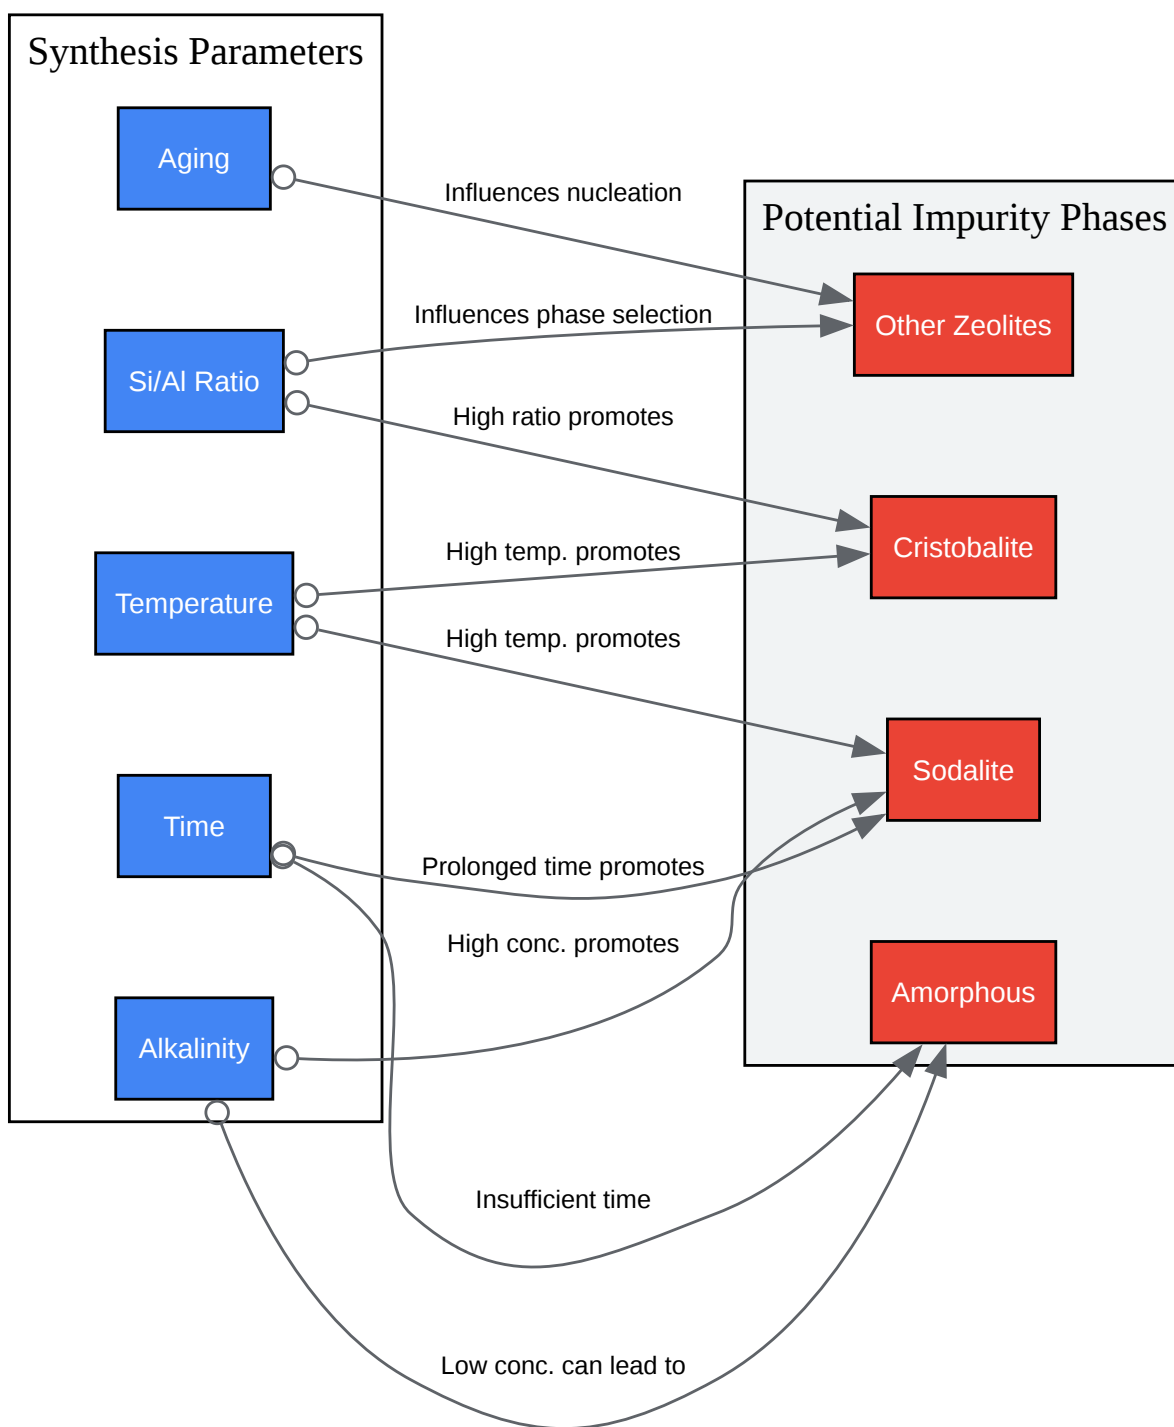 Synthesis Parameters
Aging
Influences nucleation
Potential Impurity Phases
Influences phase selection
Other Zeolites
Si/Al Ratio
High ratio promotes
High temp. promotes
Cristobalite
Temperature
High temp. promotes
Sodalite
Time
Prolonged time promotes
High conc. promotes
Amorphous
Alkalinity
Insufficient time
Low conc. can lead to